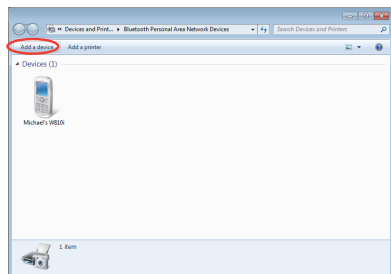 Devices and Print... Bluetooth Personal Area Network Devices
Search Devices and Printers
Add a device Add a printer
Devices (1)
Michael's W810i
1 item